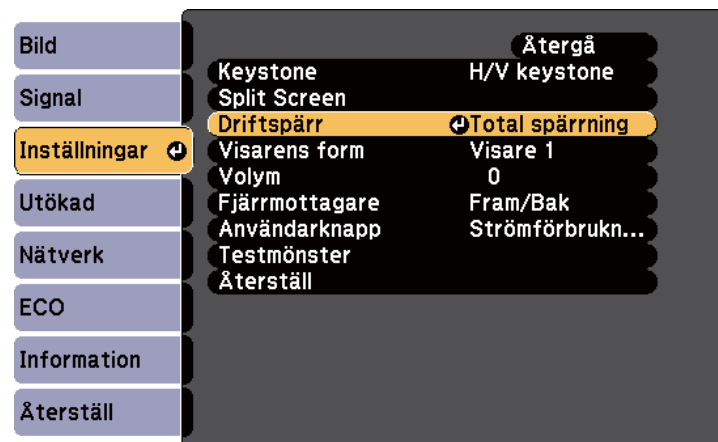 Bild
Signal
Inställningar
Utökad
Nätverk
ECO
Information
Återställ
Återgå
Keystone H/V keystone
Split Screen
Driftspärr Total spärrning
Visarens form Visare 1
Volym 0
Fjärrmottagare Fram/Bak
Användarknapp Strömförbrukn...
Testmönster
Återställ